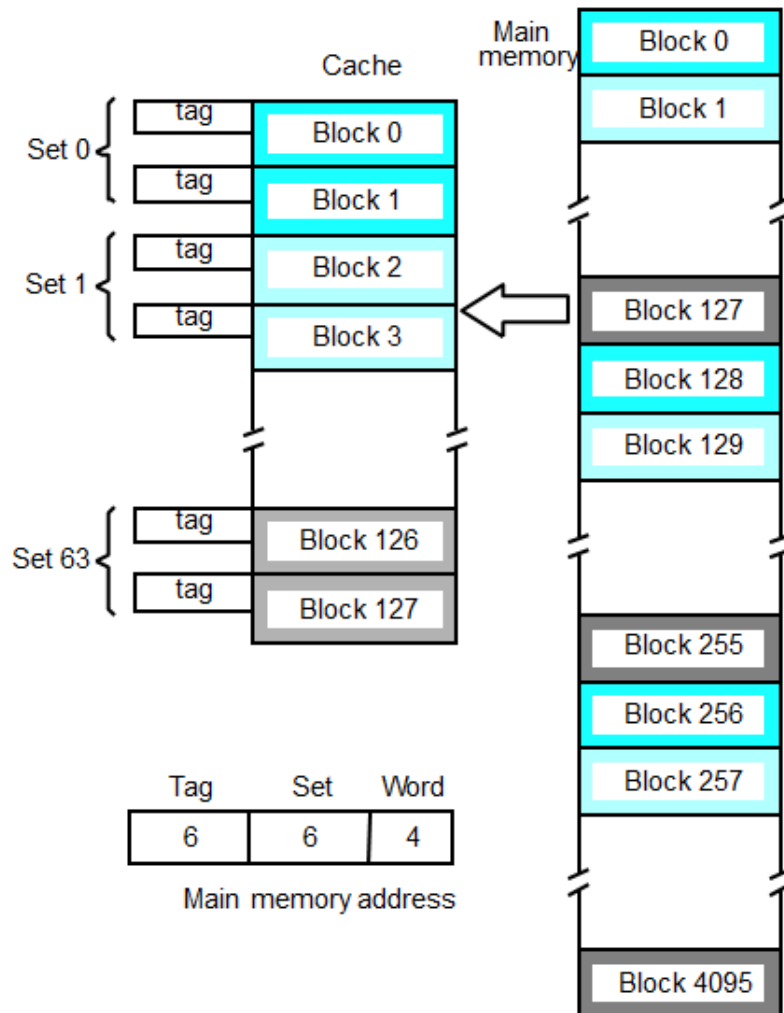 Cache
Set 0
tag
Block 0
tag
Block 1
Set 1
tag
Block 2
tag
Block 3
Set 63
tag
Block 126
tag
Block 127
Main
memory
Block 0
Block 1
Block 127
Block 128
Block 129
Block 255
Block 256
Block 257
Block 4095
Tag Set Word
6 6 4
Main memory address